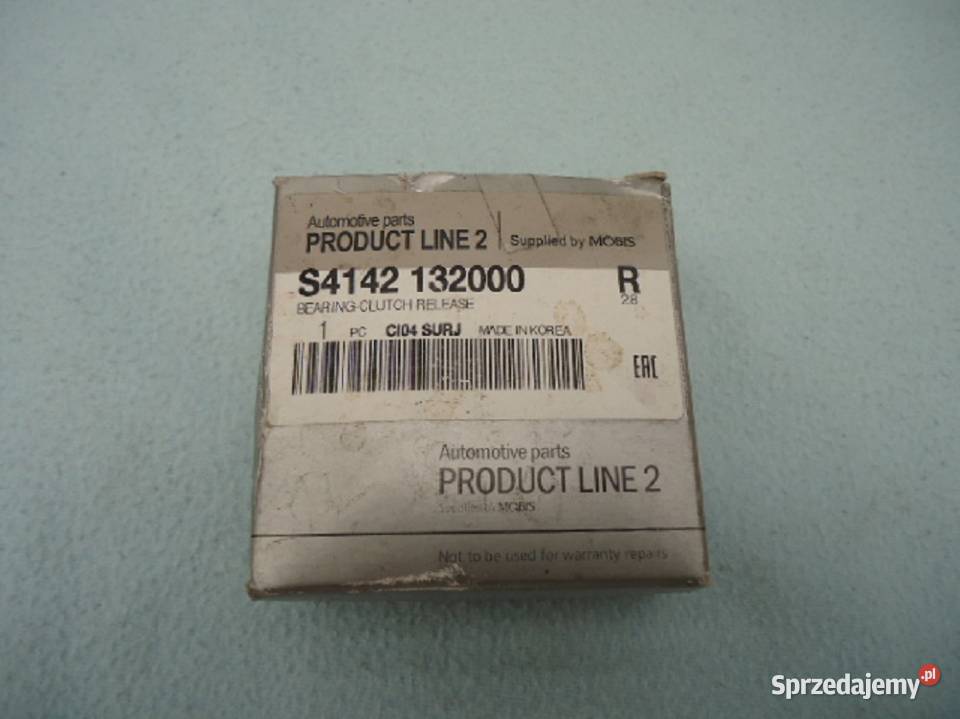 Automotive parts
PRODUCT LINE 2 | Supplied by MOBIS
S4142 132000 R
BEARING-CLUTCH RELEASE 28
1 PC CI04 SURJ MADE IN KOREA
EAC
Automotive parts
PRODUCT LINE 2
Supplied by MOBIS
Not to be used for warranty repairs
Sprzedajemy.pl